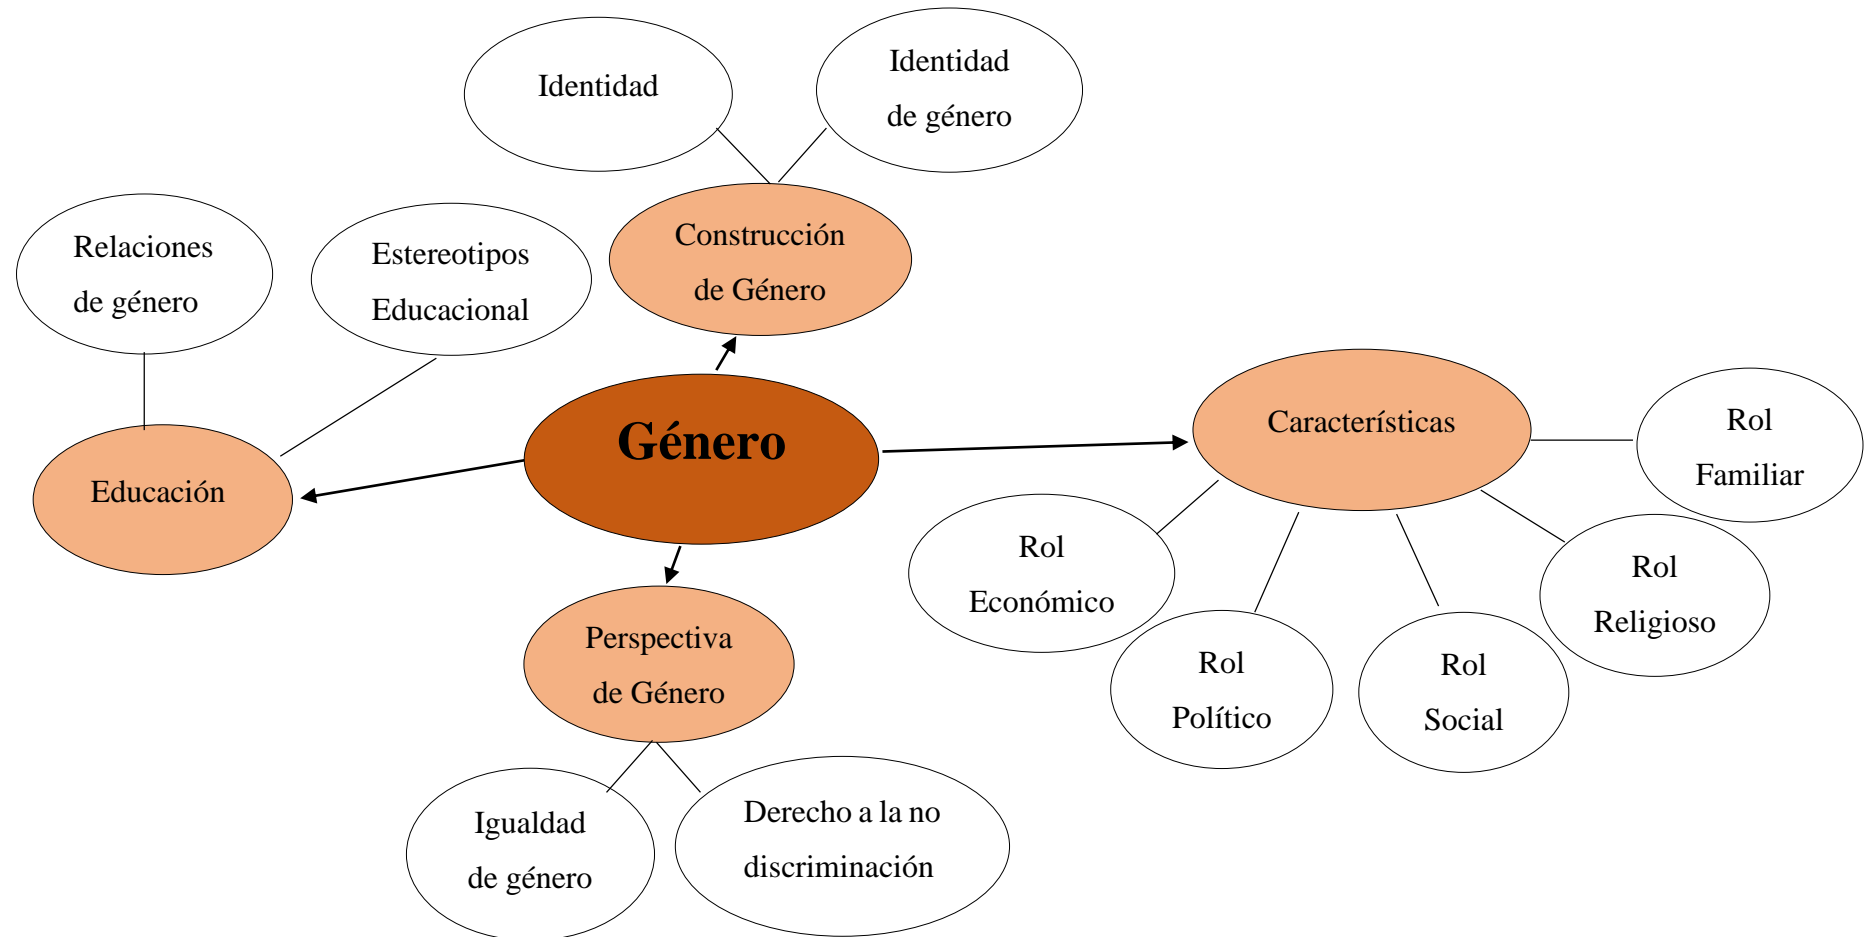 Identidad
Identidad
de género
Construcción
de Género
Relaciones
de género
Estereotipos
Educacional
Género
Educación
Características
Rol
Familiar
Rol
Económico
Rol
Religioso
Rol
Político
Rol
Social
Perspectiva
de Género
Igualdad
de género
Derecho a la no
discriminación